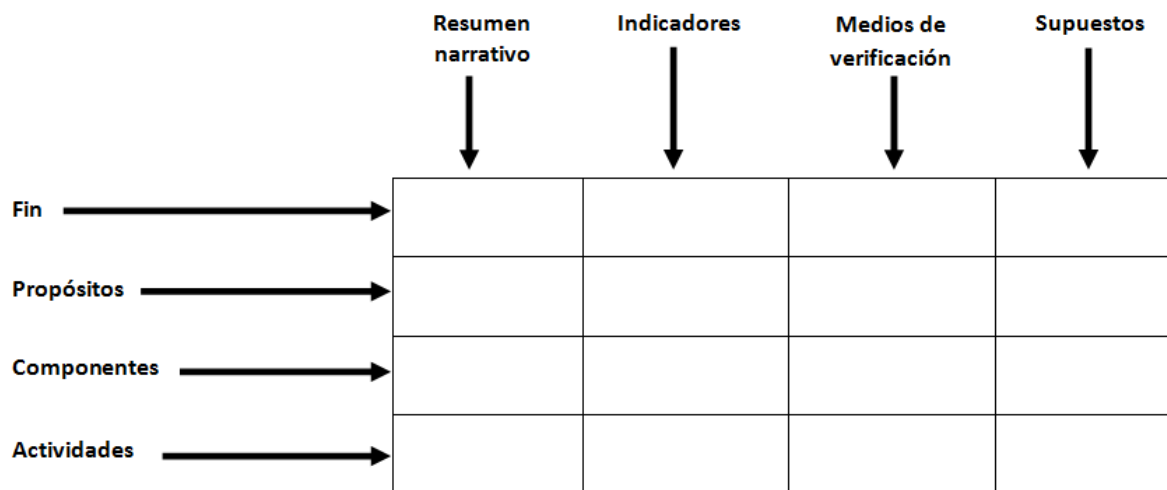 Resumen
narrativo
Indicadores
Medios de
verificación
Supuestos
Fin
Propósitos
Componentes
Actividades